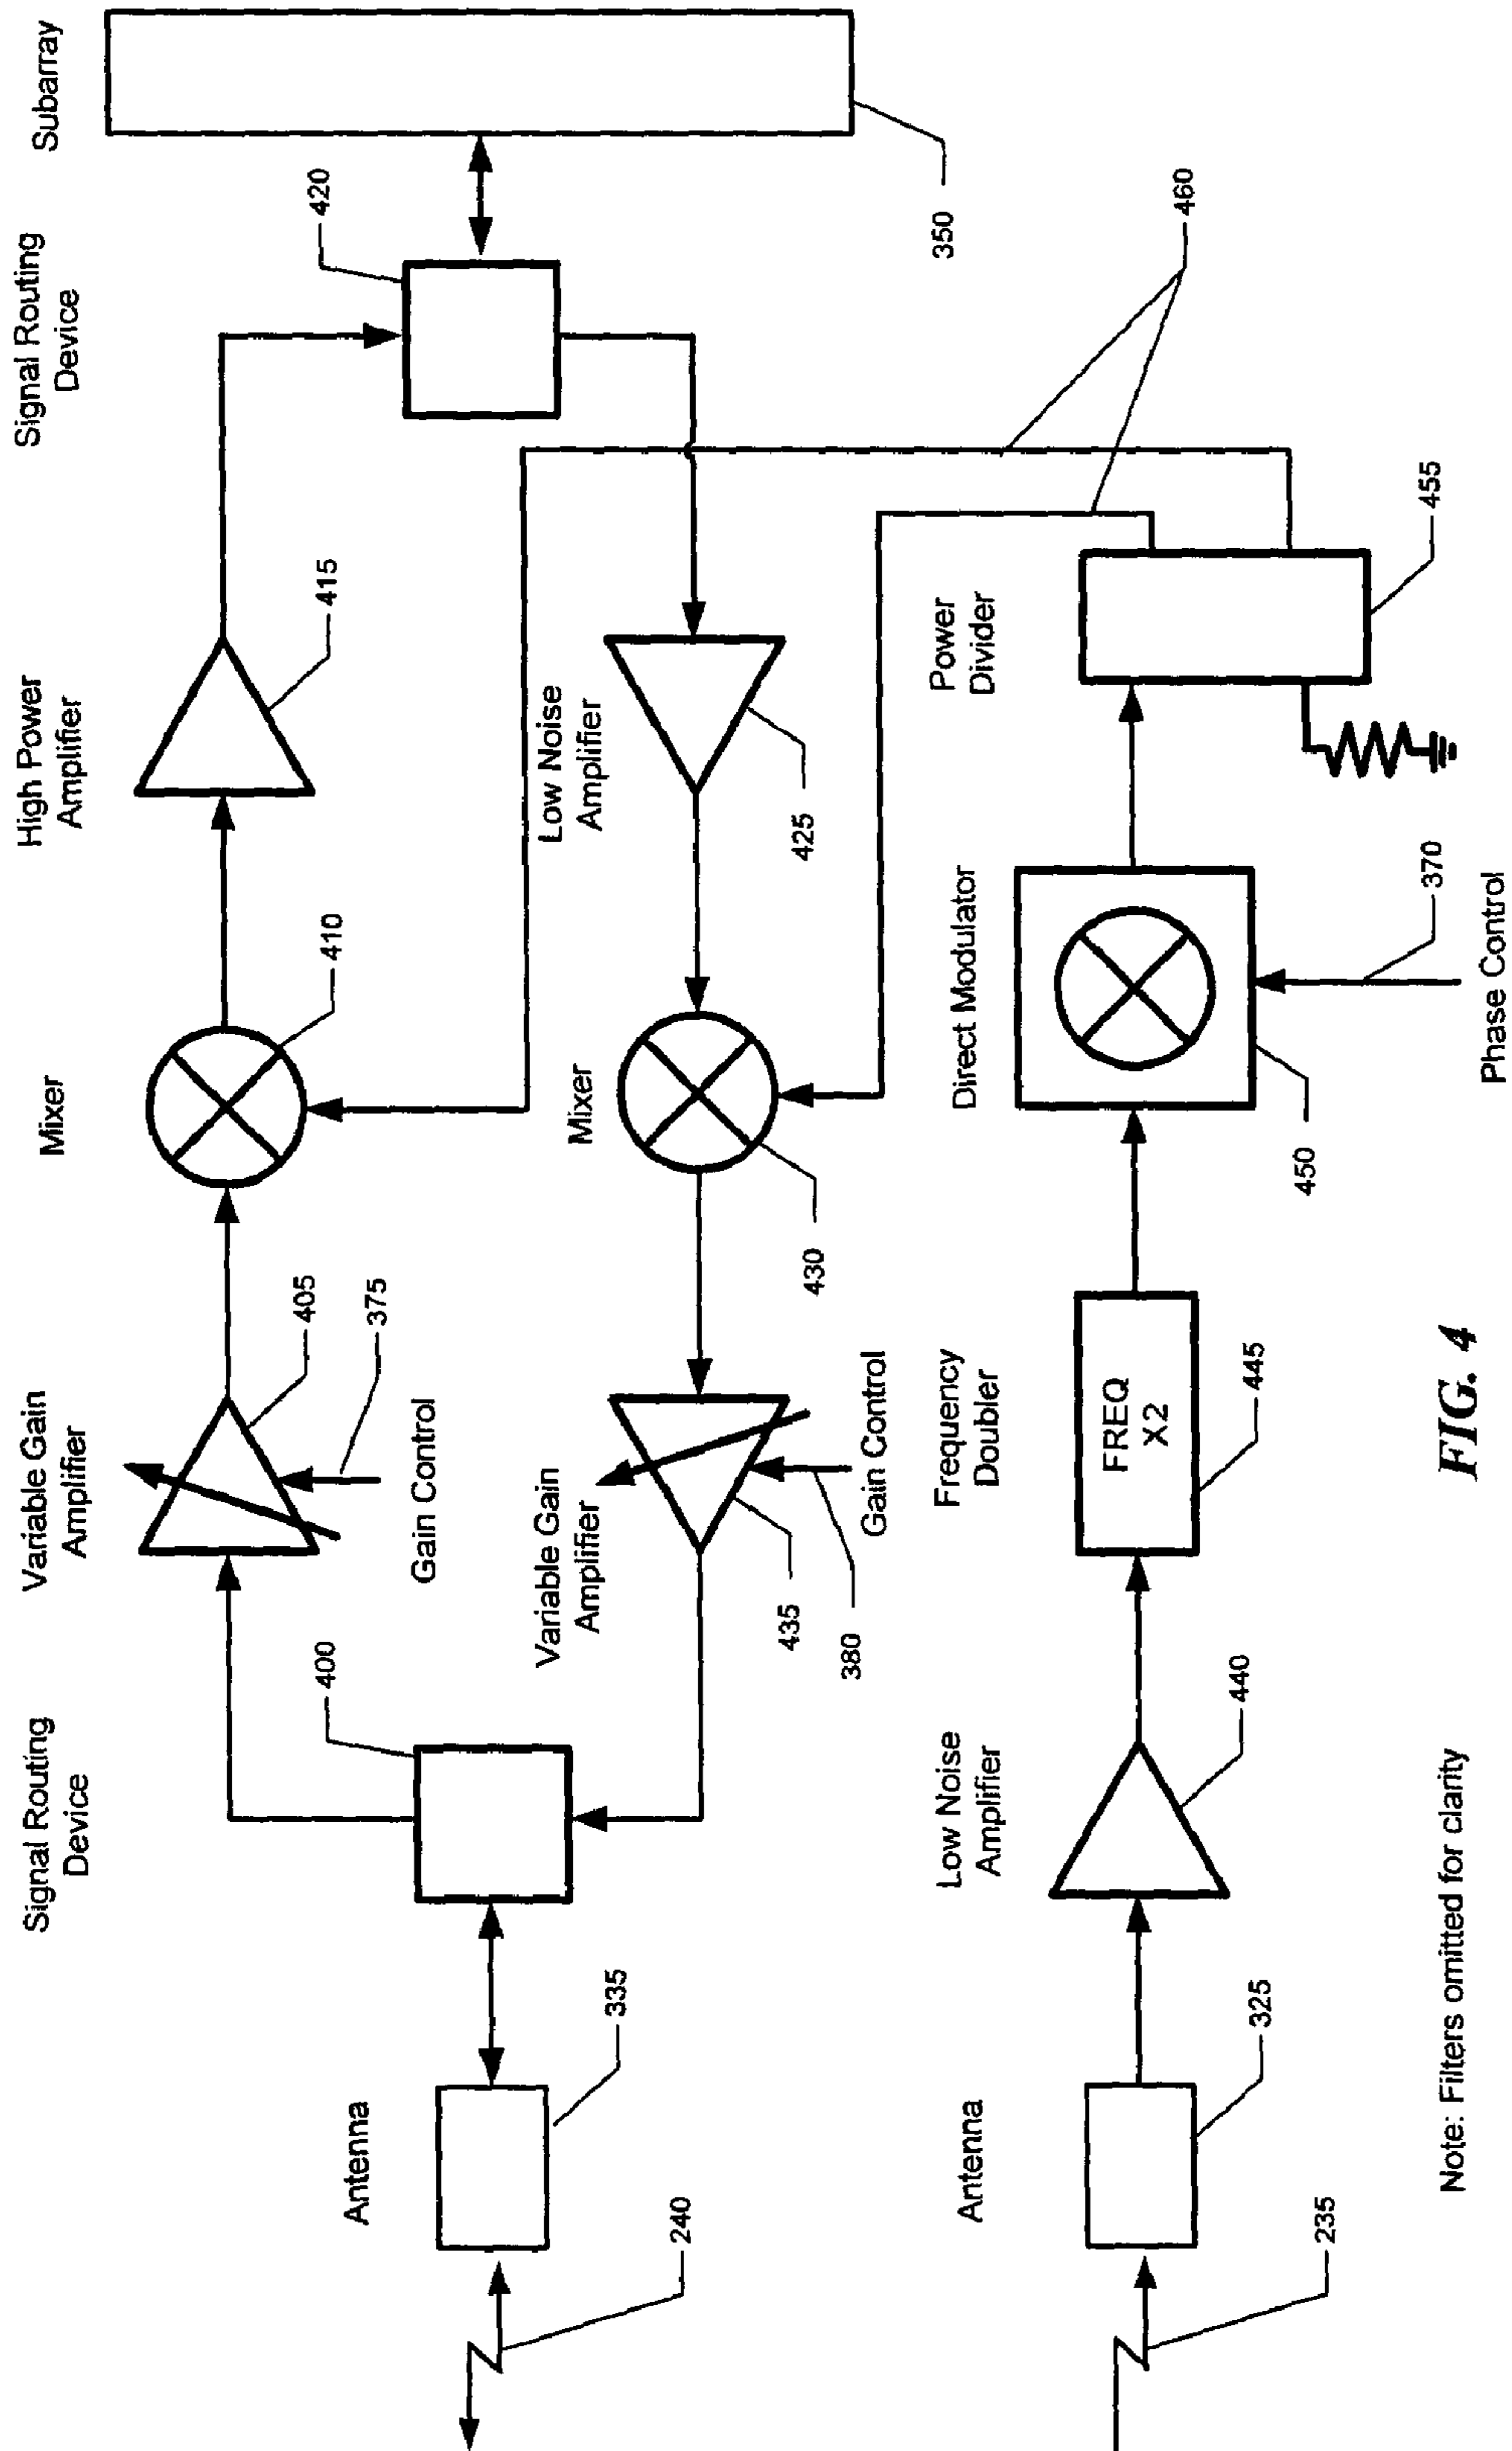 Signal Routing
Device
Variable Gain
Amplifier
Mixer
High Power
Amplifier
Signal Routing
Device
Subarray
400
405
375
Gain Control
410
415
420
Antenna
335
240
Variable Gain
Amplifier
435
380
Gain Control
Mixer
430
Low Noise
Amplifier
425
350
460
Antenna
325
235
Low Noise
Amplifier
440
Frequency
Doubler
FREQ
X2
445
Direct Modulator
450
370
Phase Control
Power
Divider
455
Note: Filters omitted for clarity
FIG. 4